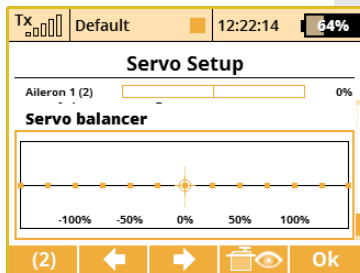 Tx Default 12:22:14 64%
Servo Setup
Aileron 1 (2) 0%
Servo balancer
-100% -50% 0% 50% 100%
(2) Ok